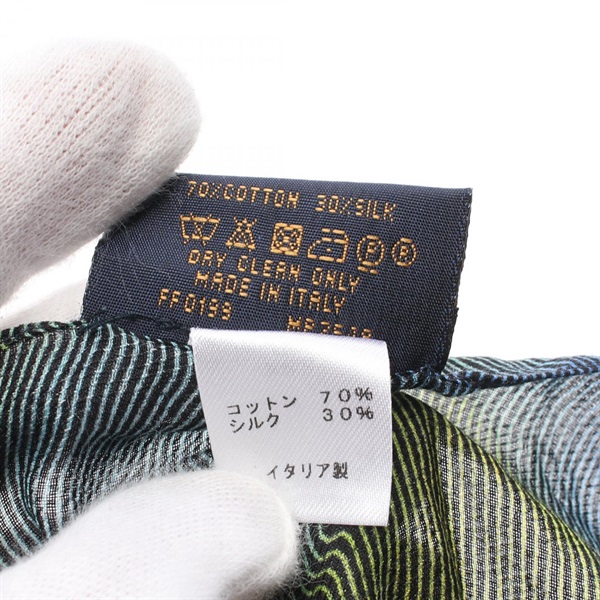 70%COTTON 30%SILK
P R
DRY CLEAN ONLY
MADE IN ITALY
FF0199
コットン 70%
シルク 30%
イタリア製